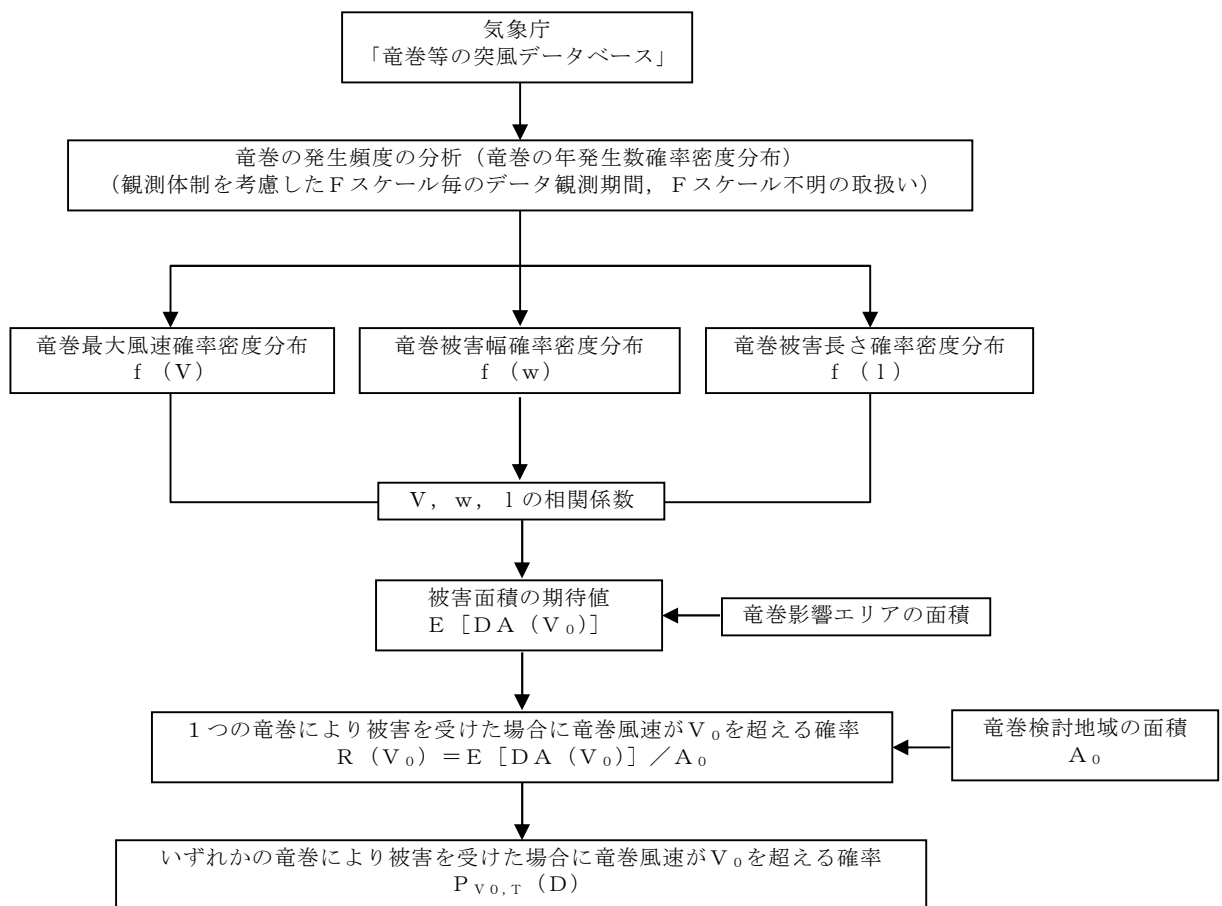 気象庁
「竜巻等の突風データベース」
竜巻の発生頻度の分析（竜巻の年発生数確率密度分布）
（観測体制を考慮したＦスケール毎のデータ観測期間，Ｆスケール不明の取扱い）
竜巻最大風速確率密度分布
ｆ（Ｖ）
竜巻被害幅確率密度分布
ｆ（ｗ）
竜巻被害長さ確率密度分布
ｆ（ｌ）
Ｖ，ｗ，ｌの相関係数
被害面積の期待値
Ｅ［ＤＡ（Ｖ₀）］
竜巻影響エリアの面積
１つの竜巻により被害を受けた場合に竜巻風速がＶ₀を超える確率
Ｒ（Ｖ₀）＝Ｅ［ＤＡ（Ｖ₀）］／Ａ₀
竜巻検討地域の面積
Ａ₀
いずれかの竜巻により被害を受けた場合に竜巻風速がＶ₀を超える確率
Ｐ_V0,T（Ｄ）